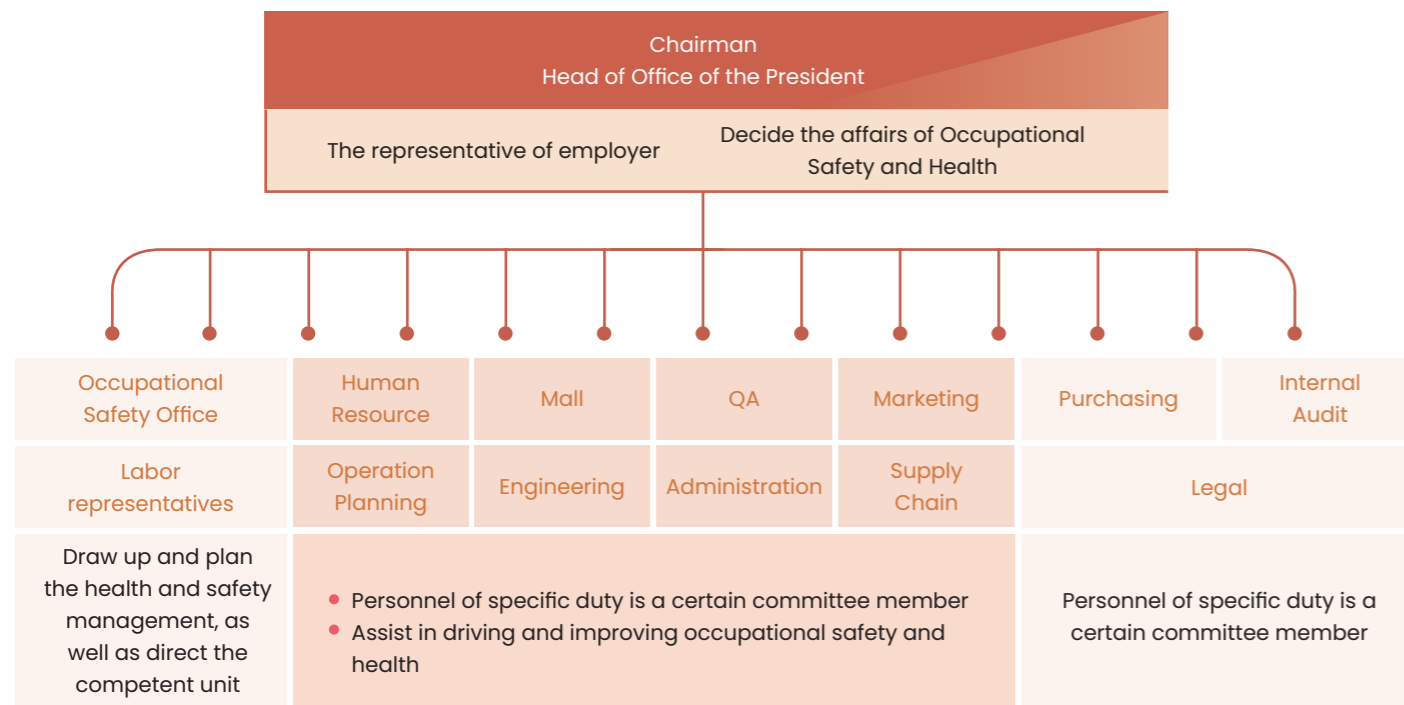 Chairman
Head of Office of the President
The representative of employer
Decide the affairs of Occupational
Safety and Health
Occupational
Safety Office
Human
Resource
Mall
QA
Marketing
Purchasing
Internal
Audit
Labor
representatives
Operation
Planning
Engineering
Administration
Supply
Chain
Legal
Draw up and plan
the health and safety
management, as
well as direct the
competent unit
Personnel of specific duty is a certain committee member
Assist in driving and improving occupational safety and
health
Personnel of specific duty is a
certain committee member